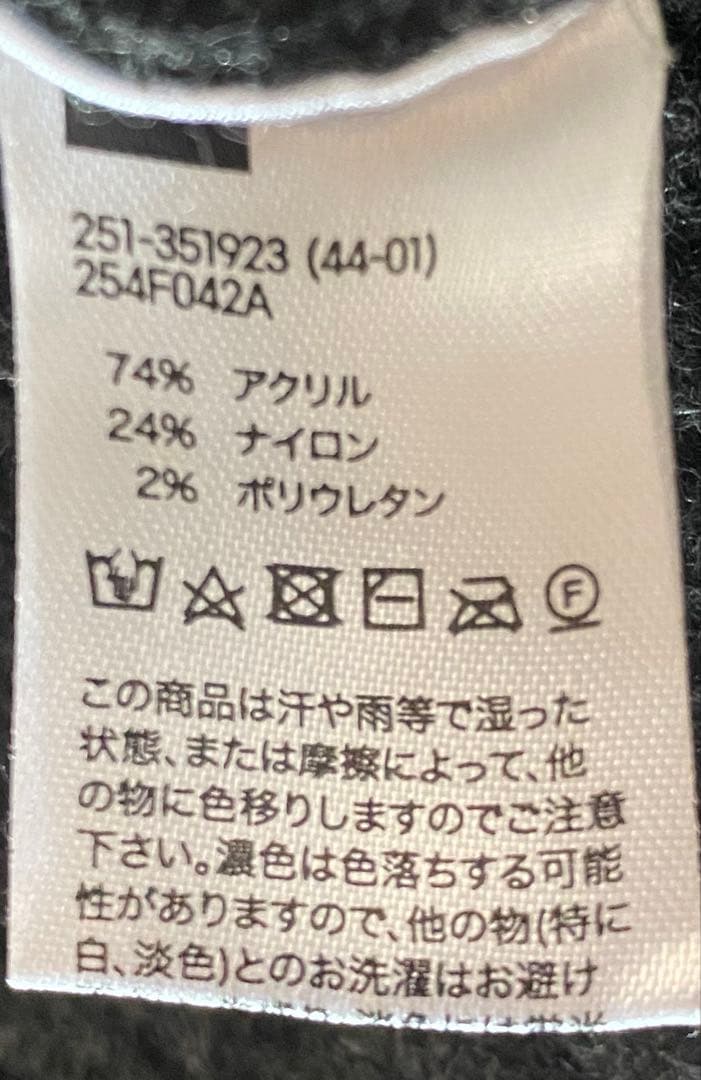 251-351923 (44-01)
254F042A
74% アクリル
24% ナイロン
2% ポリウレタン
F
この商品は汗や雨等で湿った
状態、または摩擦によって、他
の物に色移りしますのでご注意
下さい。濃色は色落ちする可能
性がありますので、他の物(特に
白、淡色)とのお洗濯はお避け